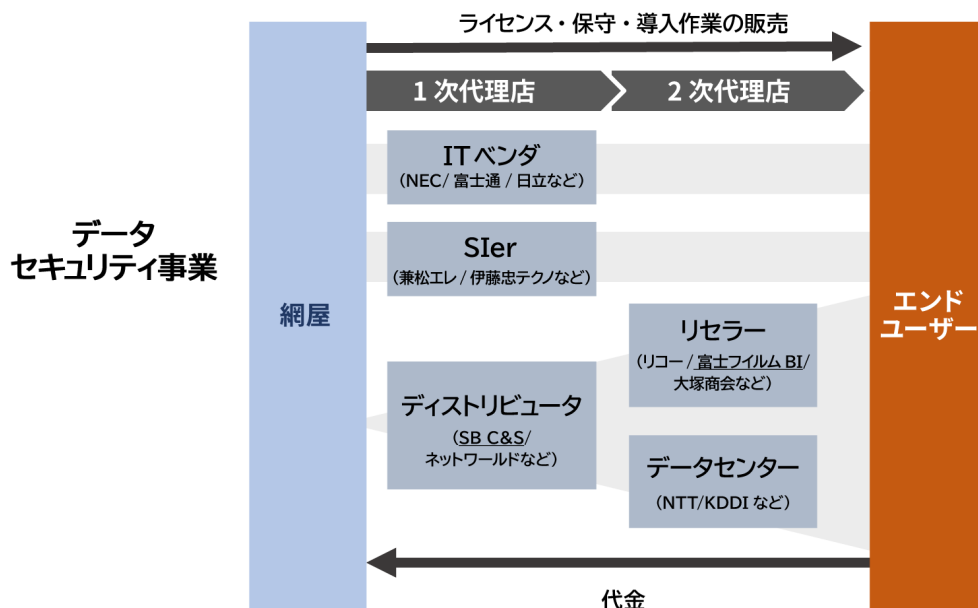 ライセンス・保守・導入作業の販売
1次代理店
2次代理店
ITベンダ
(NEC/ 富士通 / 日立など)
SIer
(兼松エレ / 伊藤忠テクノなど)
データ
セキュリティ事業
網屋
エンド
ユーザー
リセラー
(リコー / 富士フイルム BI/
大塚商会など)
ディストリビュータ
(SB C&S/
ネットワールドなど)
データセンター
(NTT/KDDI など)
代金